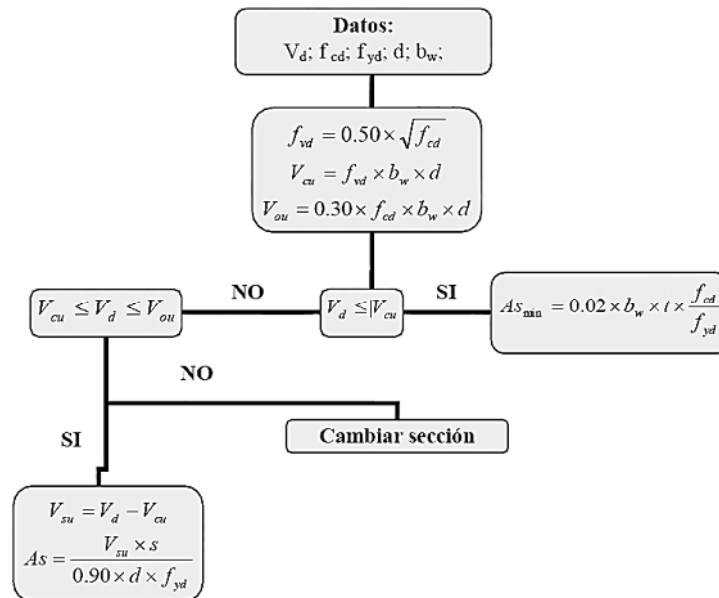 Datos:
V_d; f_cd; f_yd; d; b_w;
f_vd = 0.50 × √f_cd
V_cu = f_vd × b_w × d
V_ou = 0.30 × f_cd × b_w × d
V_cu ≤ V_d ≤ V_ou
NO
V_d ≤|V_cu
SI
As_min = 0.02 × b_w × t × f_cd / f_yd
NO
SI
Cambiar sección
V_su = V_d − V_cu
As = V_su × s / 0.90 × d × f_yd